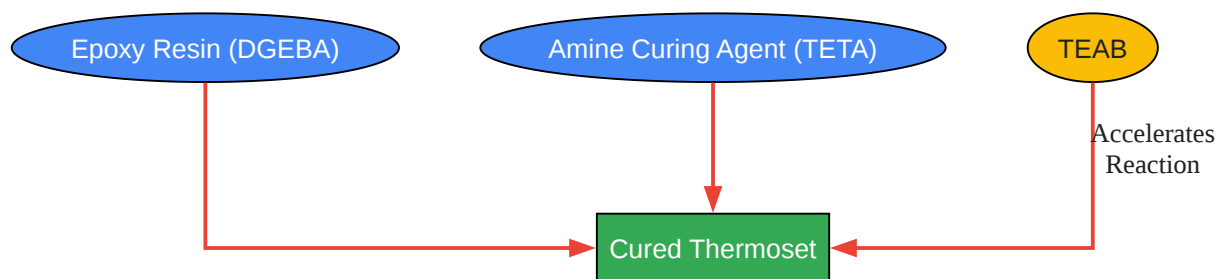 Epoxy Resin (DGEBA)
Amine Curing Agent (TETA)
TEAB
Accelerates
Reaction
Cured Thermoset